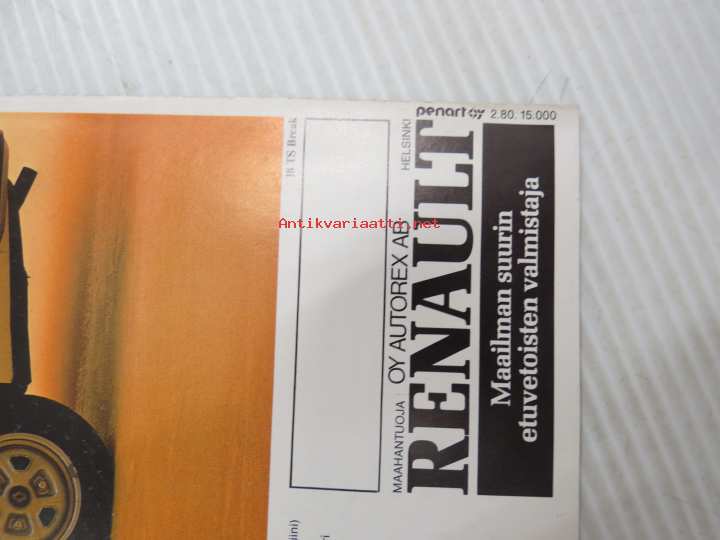 penart oy 2.80. 15.000
18 TS Break
MAAHANTUOJA: OY AUTOREX AB HELSINKI
RENAULT
Maailman suurin
etuvetoisten valmistaja
Antikvariaatti.net